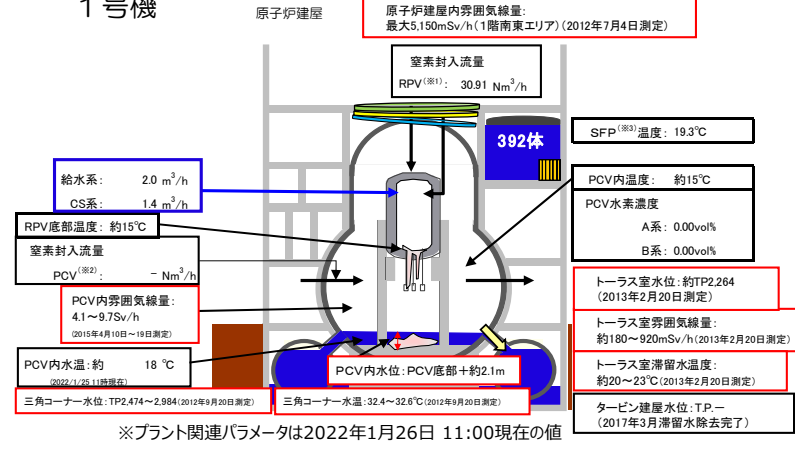 1号機
原子炉建屋
原子炉建屋内雰囲気線量:
最大5,150mSv/h(1階南東エリア)(2012年7月4日測定)
窒素封入流量
RPV(※1): 30.91 Nm3/h
392体
SFP(※3)温度: 19.3℃
給水系: 2.0 m3/h
CS系: 1.4 m3/h
PCV内温度: 約15℃
PCV水素濃度
A系: 0.00vol%
B系: 0.00vol%
RPV底部温度: 約15℃
窒素封入流量
PCV(※2): － Nm3/h
PCV内雰囲気線量:
4.1～9.7Sv/h
(2015年4月10日～19日測定)
トーラス室水位:約TP2,264
(2013年2月20日測定)
トーラス室雰囲気線量:
約180～920mSv/h(2013年2月20日測定)
PCV内水温:約 18 ℃
(2022/1/25 11時現在)
PCV内水位:PCV底部+約2.1m
トーラス室滞留水温度:
約20～23℃(2013年2月20日測定)
三角コーナー水位:TP2,474～2,984(2012年9月20日測定)
三角コーナー水温:32.4～32.6℃(2012年9月20日測定)
タービン建屋水位:T.P.－
(2017年3月滞留水除去完了)
※プラント関連パラメータは2022年1月26日 11:00現在の値